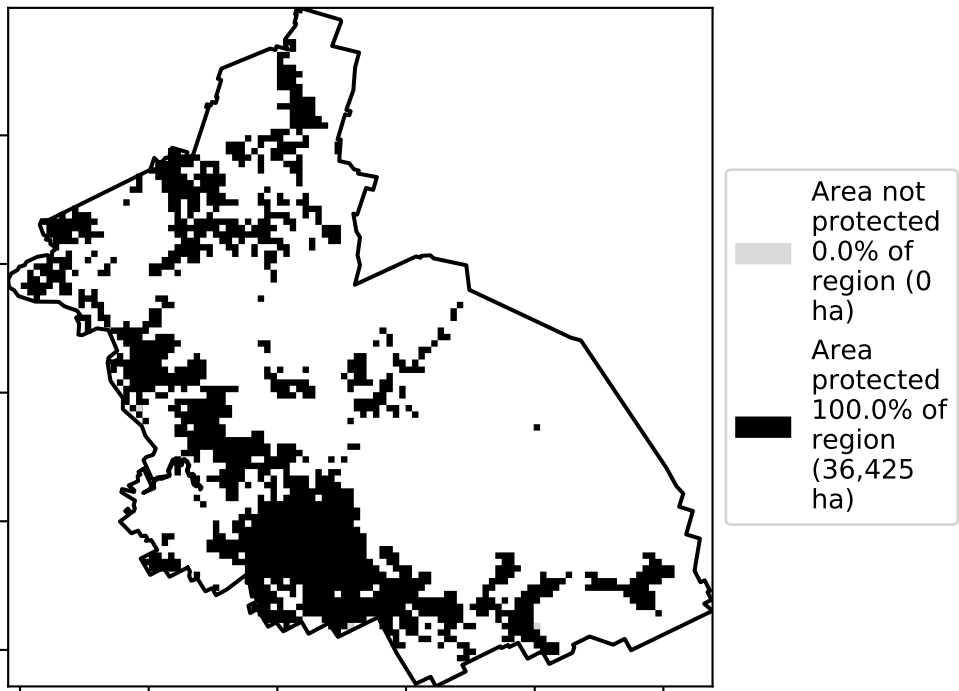 Area not
protected
0.0% of
region (0
ha)
Area
protected
100.0% of
region
(36,425
ha)